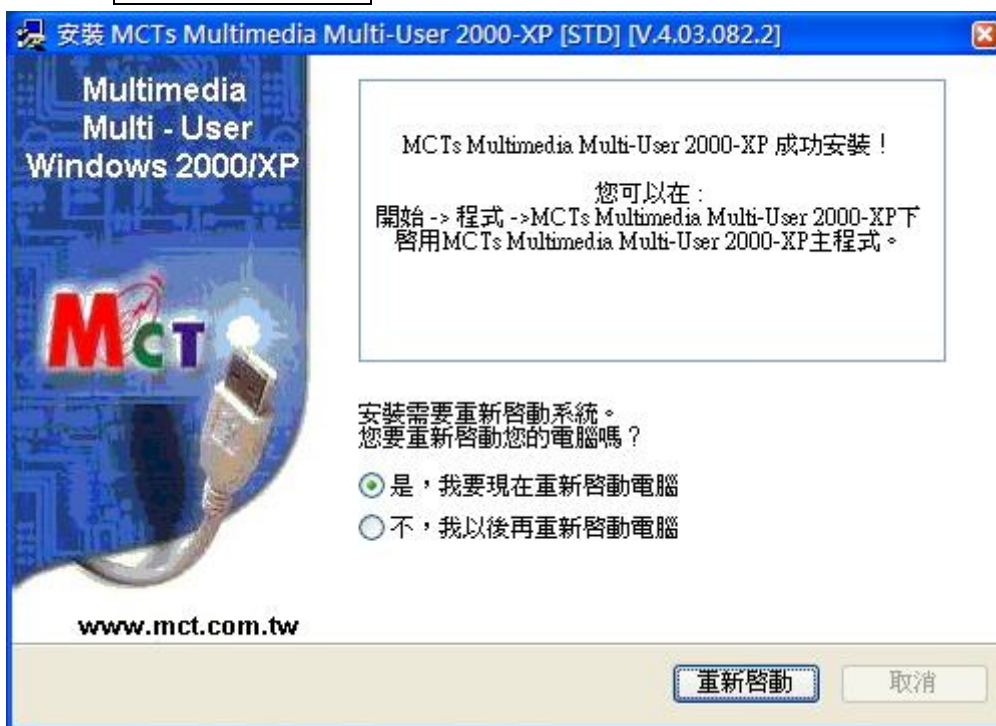 安裝 MCTs Multimedia Multi-User 2000-XP [STD] [V.4.03.082.2]
Multimedia
Multi - User
Windows 2000/XP
MCT
www.mct.com.tw
MCTs Multimedia Multi-User 2000-XP 成功安裝！
您可以在：
開始 -> 程式 ->MCTs Multimedia Multi-User 2000-XP下
啓用MCTs Multimedia Multi-User 2000-XP主程式。
安裝需要重新啓動系統。
您要重新啓動您的電腦嗎？
是，我要現在重新啓動電腦
不，我以後再重新啓動電腦
重新啓動
取消